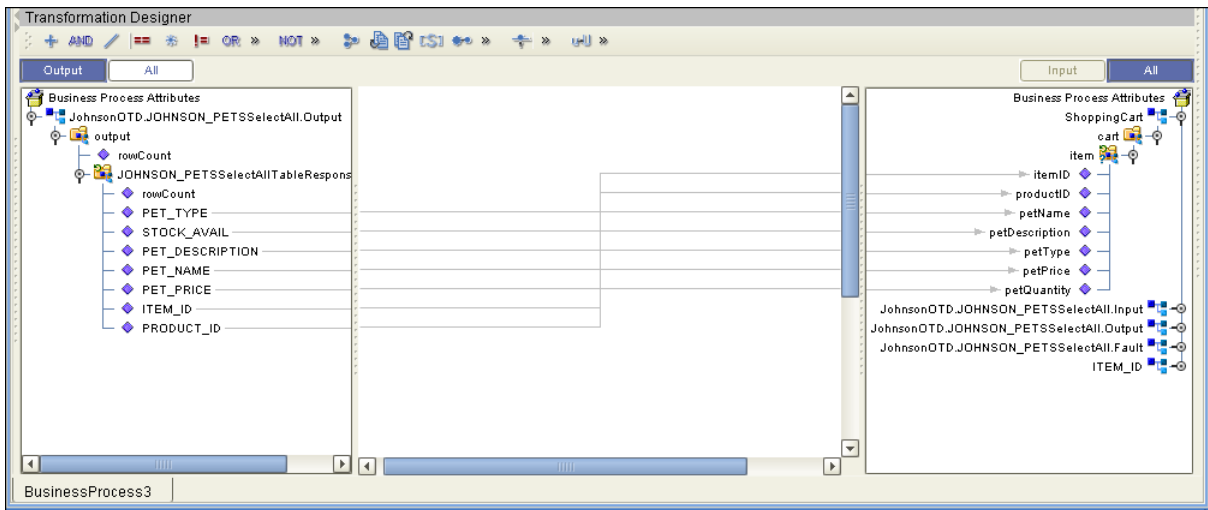 Transformation Designer
AND == != OR » NOT » [S] » » »
Output All Input All
Business Process Attributes
JohnsonOTD.JOHNSON_PETSSelectAll.Output
output
rowCount
JOHNSON_PETSSelectAllTableRespons
rowCount
PET_TYPE
STOCK_AVAIL
PET_DESCRIPTION
PET_NAME
PET_PRICE
ITEM_ID
PRODUCT_ID
Business Process Attributes
ShoppingCart
cart
item
itemID
productID
petName
petDescription
petType
petPrice
petQuantity
JohnsonOTD.JOHNSON_PETSSelectAll.Input
JohnsonOTD.JOHNSON_PETSSelectAll.Output
JohnsonOTD.JOHNSON_PETSSelectAll.Fault
ITEM_ID
BusinessProcess3